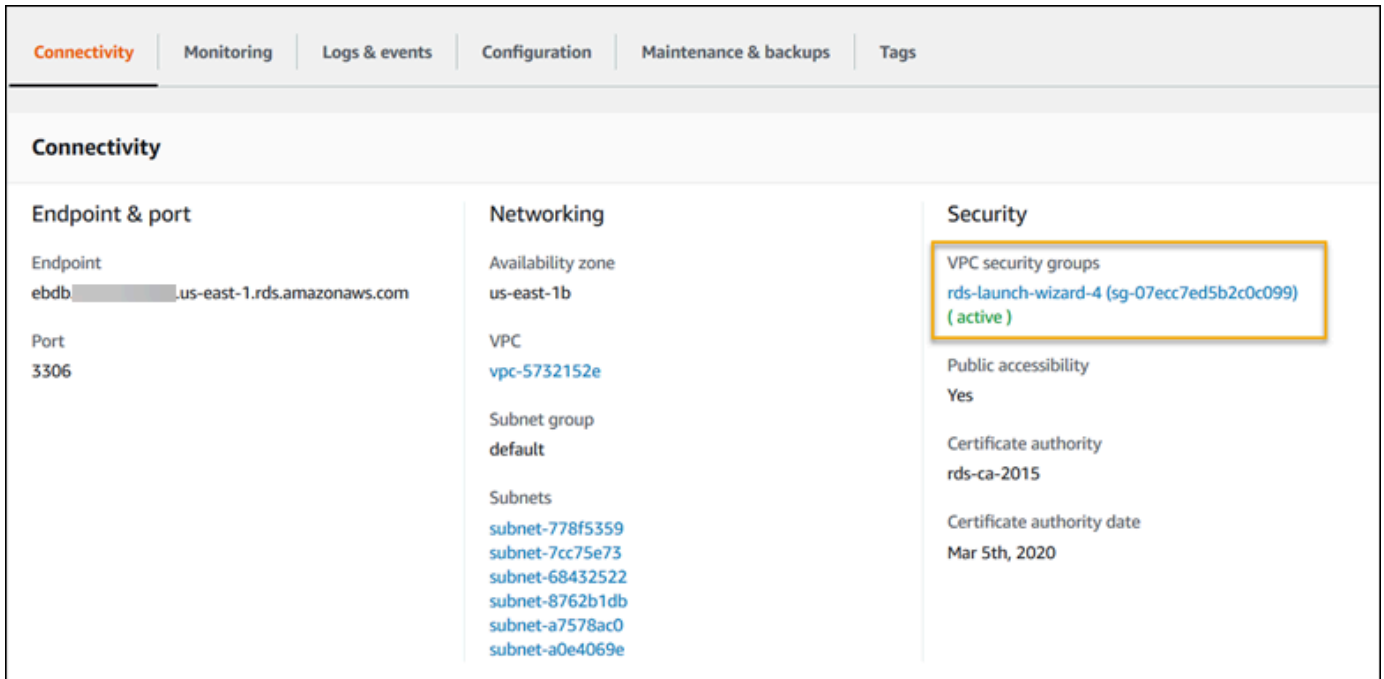 Connectivity
Monitoring
Logs & events
Configuration
Maintenance & backups
Tags
Connectivity
Endpoint & port
Endpoint
ebdb. .us-east-1.rds.amazonaws.com
Port
3306
Networking
Availability zone
us-east-1b
VPC
vpc-5732152e
Subnet group
default
Subnets
subnet-778f5359
subnet-7cc75e73
subnet-68432522
subnet-8762b1db
subnet-a7578ac0
subnet-a0e4069e
Security
VPC security groups
rds-launch-wizard-4 (sg-07ecc7ed5b2c0c099)
( active )
Public accessibility
Yes
Certificate authority
rds-ca-2015
Certificate authority date
Mar 5th, 2020